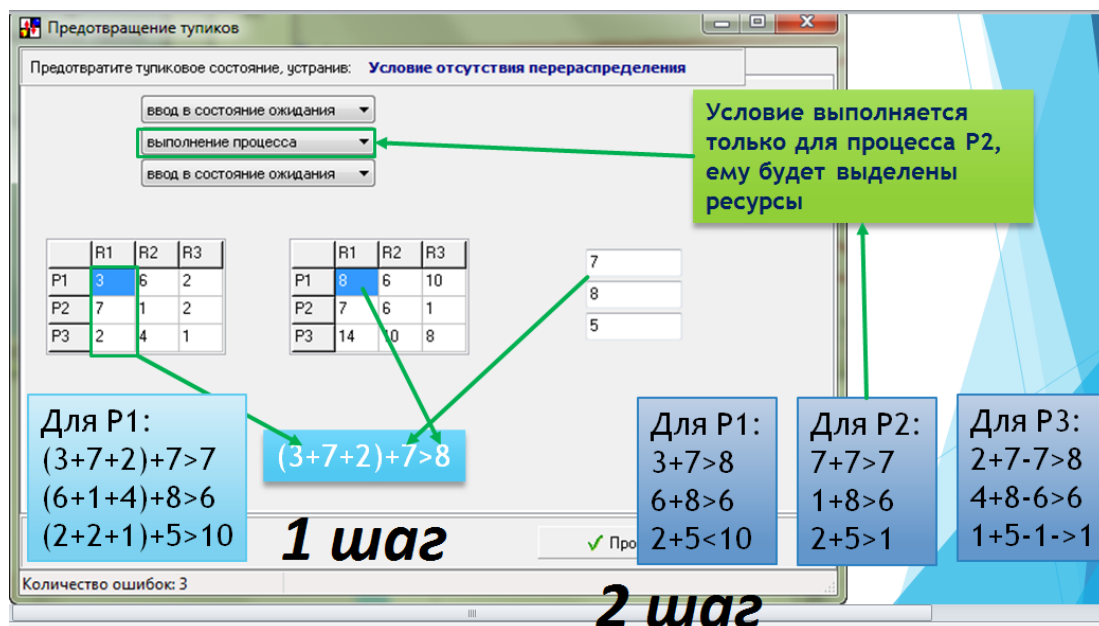 Предотвращение тупиков
Предотвратите тупиковое состояние, устранив: Условие отсутствия перераспределения
ввод в состояние ожидания
выполнение процесса
ввод в состояние ожидания
Условие выполняется
только для процесса P2,
ему будет выделены
ресурсы
R1 R2 R3
P1 3 6 2
P2 7 1 2
P3 2 4 1
R1 R2 R3
P1 8 6 10
P2 7 6 1
P3 14 10 8
7
8
5
Для P1:
(3+7+2)+7>7
(6+1+4)+8>6
(2+2+1)+5>10
(3+7+2)+7>8
1 шаг
Про
Для P1:
3+7>8
6+8>6
2+5<10
Для P2:
7+7>7
1+8>6
2+5>1
Для P3:
2+7-7>8
4+8-6>6
1+5-1->1
Количество ошибок: 3
2 шаг